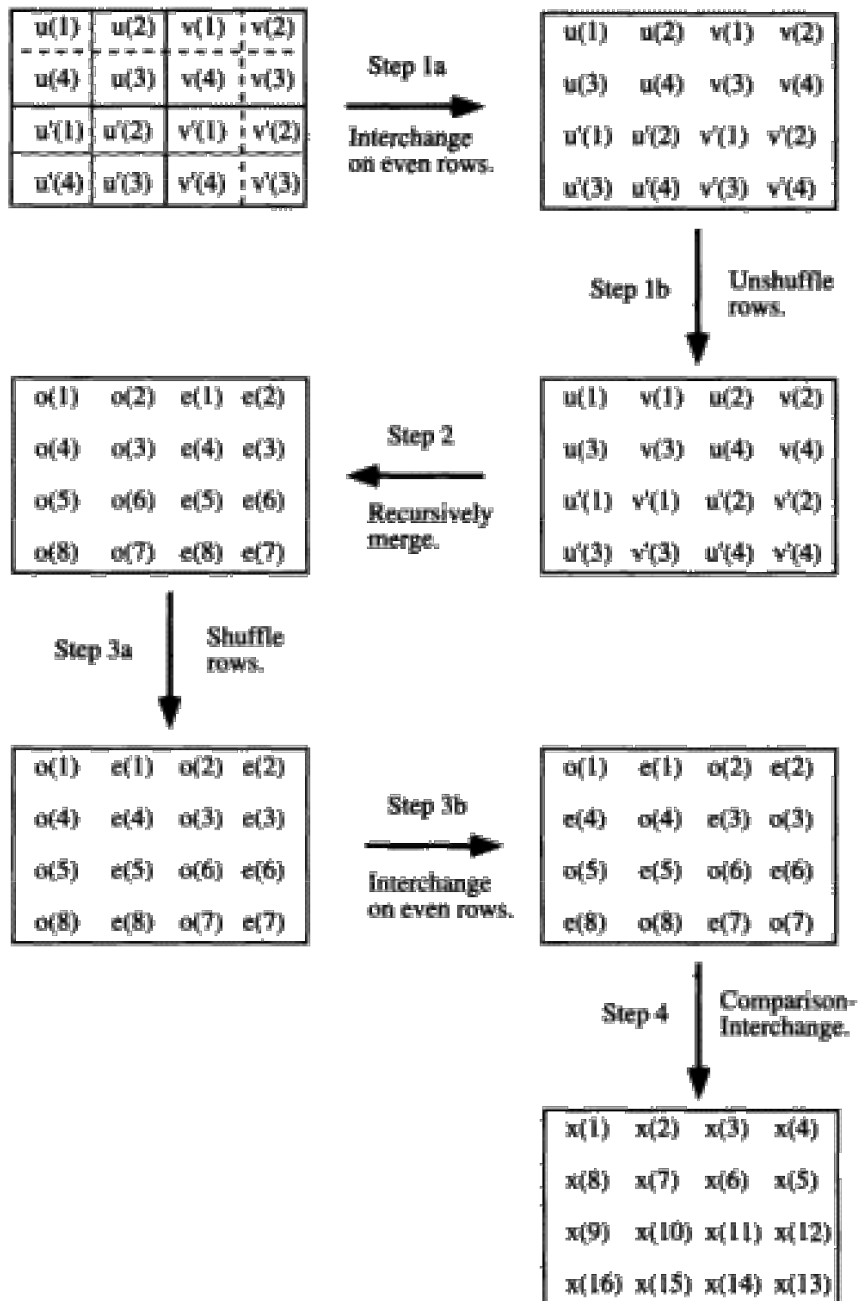 u(1) u(2) v(1) v(2)
u(4) u(3) v(4) v(3)
u'(1) u'(2) v'(1) v'(2)
u'(4) u'(3) v'(4) v'(3)
Step 1a
Interchange
on even rows.
u(1) u(2) v(1) v(2)
u(3) u(4) v(3) v(4)
u'(1) u'(2) v'(1) v'(2)
u'(3) u'(4) v'(3) v'(4)
Step 1b
Unshuffle
rows.
o(1) o(2) e(1) e(2)
o(4) o(3) e(4) e(3)
o(5) o(6) e(5) e(6)
o(8) o(7) e(8) e(7)
Step 2
Recursively
merge.
u(1) v(1) u(2) v(2)
u(3) v(3) u(4) v(4)
u'(1) v'(1) u'(2) v'(2)
u'(3) v'(3) u'(4) v'(4)
Step 3a
Shuffle
rows.
o(1) e(1) o(2) e(2)
o(4) e(4) o(3) e(3)
o(5) e(5) o(6) e(6)
o(8) e(8) o(7) e(7)
Step 3b
Interchange
on even rows.
o(1) e(1) o(2) e(2)
e(4) o(4) e(3) o(3)
o(5) e(5) o(6) e(6)
e(8) o(8) e(7) o(7)
Step 4
Comparison-
Interchange.
x(1) x(2) x(3) x(4)
x(8) x(7) x(6) x(5)
x(9) x(10) x(11) x(12)
x(16) x(15) x(14) x(13)